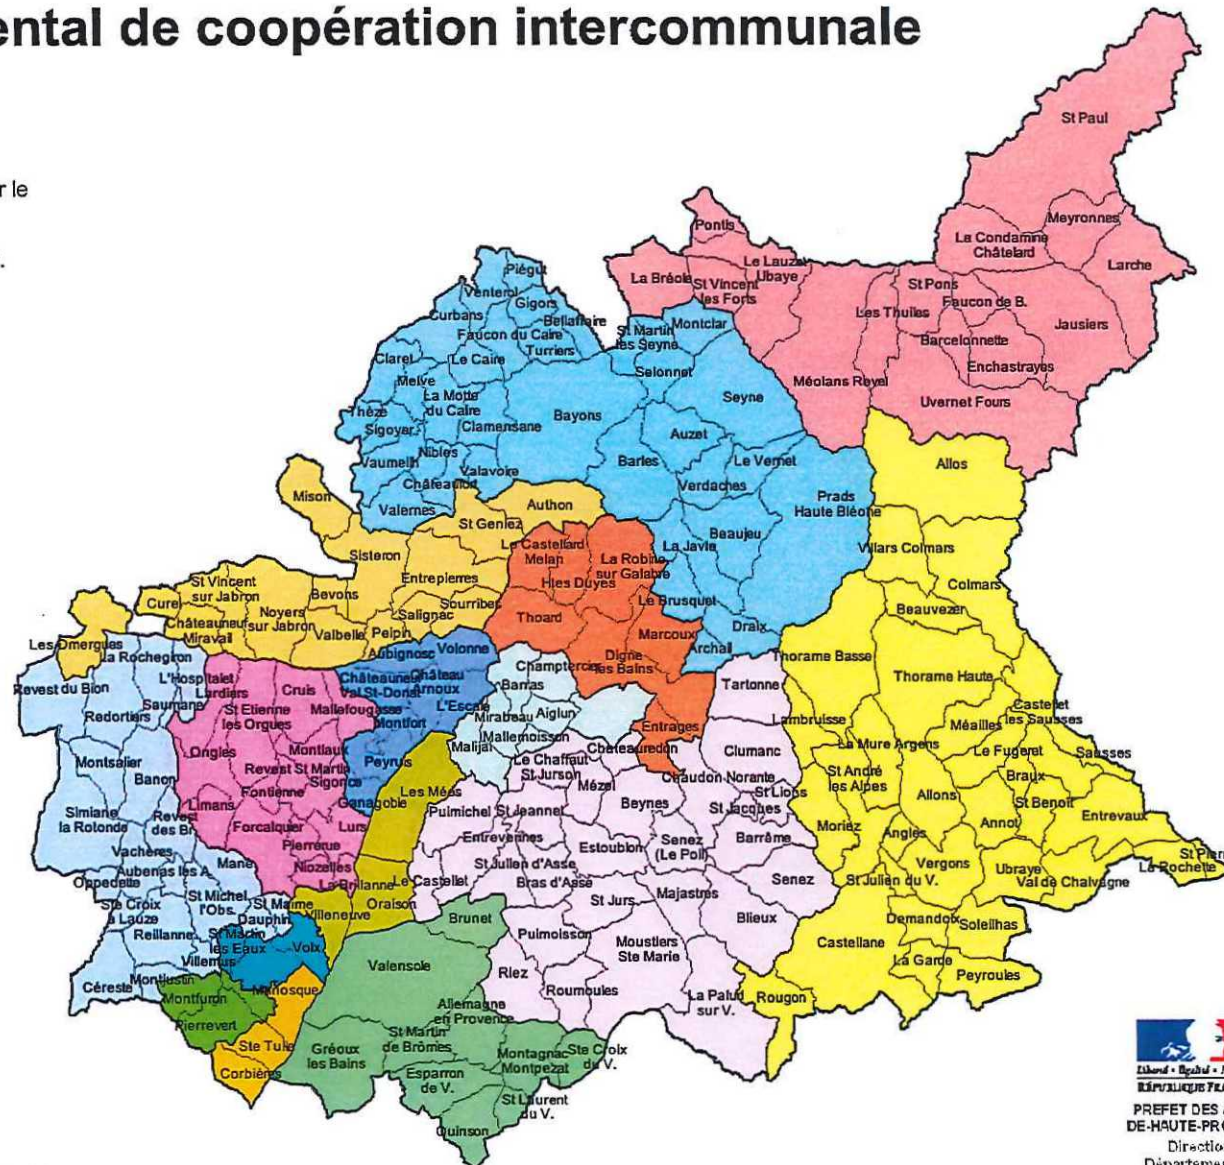 ental de coopération intercommunale
r le
.
St Paul
Meyronnes
La Condamine
Châtelard
Larche
Pontis
Le Lauzet
Ubaye
La Bréole
St Vincent
les Forts
St Pons
Faucon de B.
Les Thuiles
Jausiers
Barcelonnette
Enchastrayes
Méolans Revel
Uvernet Fours
Piégut
Venterol
Gigors
Curbans
Bellaffaire
Faucon du Caire
Turriers
St Martin
les Seyne
Montclar
Claret
Le Caire
Selonnet
Melve
La Motte
du Caire
Seyne
Thèze
Sigoyer
Clamensane
Bayons
Auzet
Nibles
Vaumeilh
Valavoire
Barles
Le Vernet
Châteaufort
Verdaches
Valernes
Prads
Haute Bléone
Allos
Mison
Authon
St Geniez
Beaujeu
La Javie
Villars Colmars
Sisteron
Le Castellard
Melan
La Robine
sur Galabre
Colmars
Entrepierres
Htes Duyes
St Vincent
sur Jabron
Bevons
Sourribes
Le Brusquet
Beauvezer
Curel
Noyers
sur Jabron
Salignac
Thoard
Draix
Châteauneuf
Miravail
Valbelle
Peipin
Marcoux
Archail
Les Omergues
La Rochegiron
Aubignosc
Volonne
Digne
les Bains
Thorame Basse
Thorame Haute
L'Hospitalet
Lardiers
Cruis
Châteauneuf
Val St-Donat
Château
Arnoux
Champtercier
Barras
Tartonne
Revest du Bion
Saumane
St Etienne
les Orgues
Mallefougasse
L'Escale
Montfort
Mirabeau
Aiglun
Entrages
Lambruisse
Méailles
Castellet
les Sausses
Redortiers
Mallemoisson
Malijai
Châteauredon
Clumanc
La Mure Argens
Le Fugeret
Sausses
Ongles
Montlaux
Peyruis
Le Chaffaut
St Jurson
Montsalier
Banon
Revest St Martin
Sigonce
Mézel
Chaudon Norante
St Lions
St André
les Alpes
Braux
Fontienne
Ganagobie
Les Mées
Puimichel
St Jeannet
Beynes
St Jacques
Allons
St Benoit
Entrevaux
Simiane
la Rotonde
Limans
Revest
des Br.
Forcalquier
Lurs
Entrevennes
Estoublon
Senez
(Le Poil)
Barrême
Moriez
Angles
Annot
Vachères
Mane
Pierrerue
Niozelles
St Julien d'Asse
Vergons
St Pierre
La Rochette
Oppedette
Aubenas les A.
La Brillanne
Le Castellet
Bras d'Asse
Majastres
Senez
St Julien du V.
Ubraye
Val de Chalvagne
Ste Croix
à Lauze
St Michel
l'Obs.
St Maime
Dauphin
Villeneuve
Oraison
Brunet
St Jurs
Blieux
Demandolx
Soleilhas
Reillanne
St Martin
les Eaux
Volx
Puimoisson
Moustiers
Ste Marie
Castellane
Villemus
Valensole
La Garde
Peyroules
Céreste
Montjustin
Montfuron
Manosque
Riez
Roumoules
La Palud
sur V.
Rougon
Pierrevert
Allemagne
en Provence
Ste Tulle
Gréoux
les Bains
St Martin
de Brômes
Montagnac
Montpezat
Ste Croix
du V.
Corbières
Esparron
de V.
St Laurent
du V.
Quinson
RÉPUBLIQUE FRA
PREFET DES
DE-HAUTE-PRO
Directio
Départeme